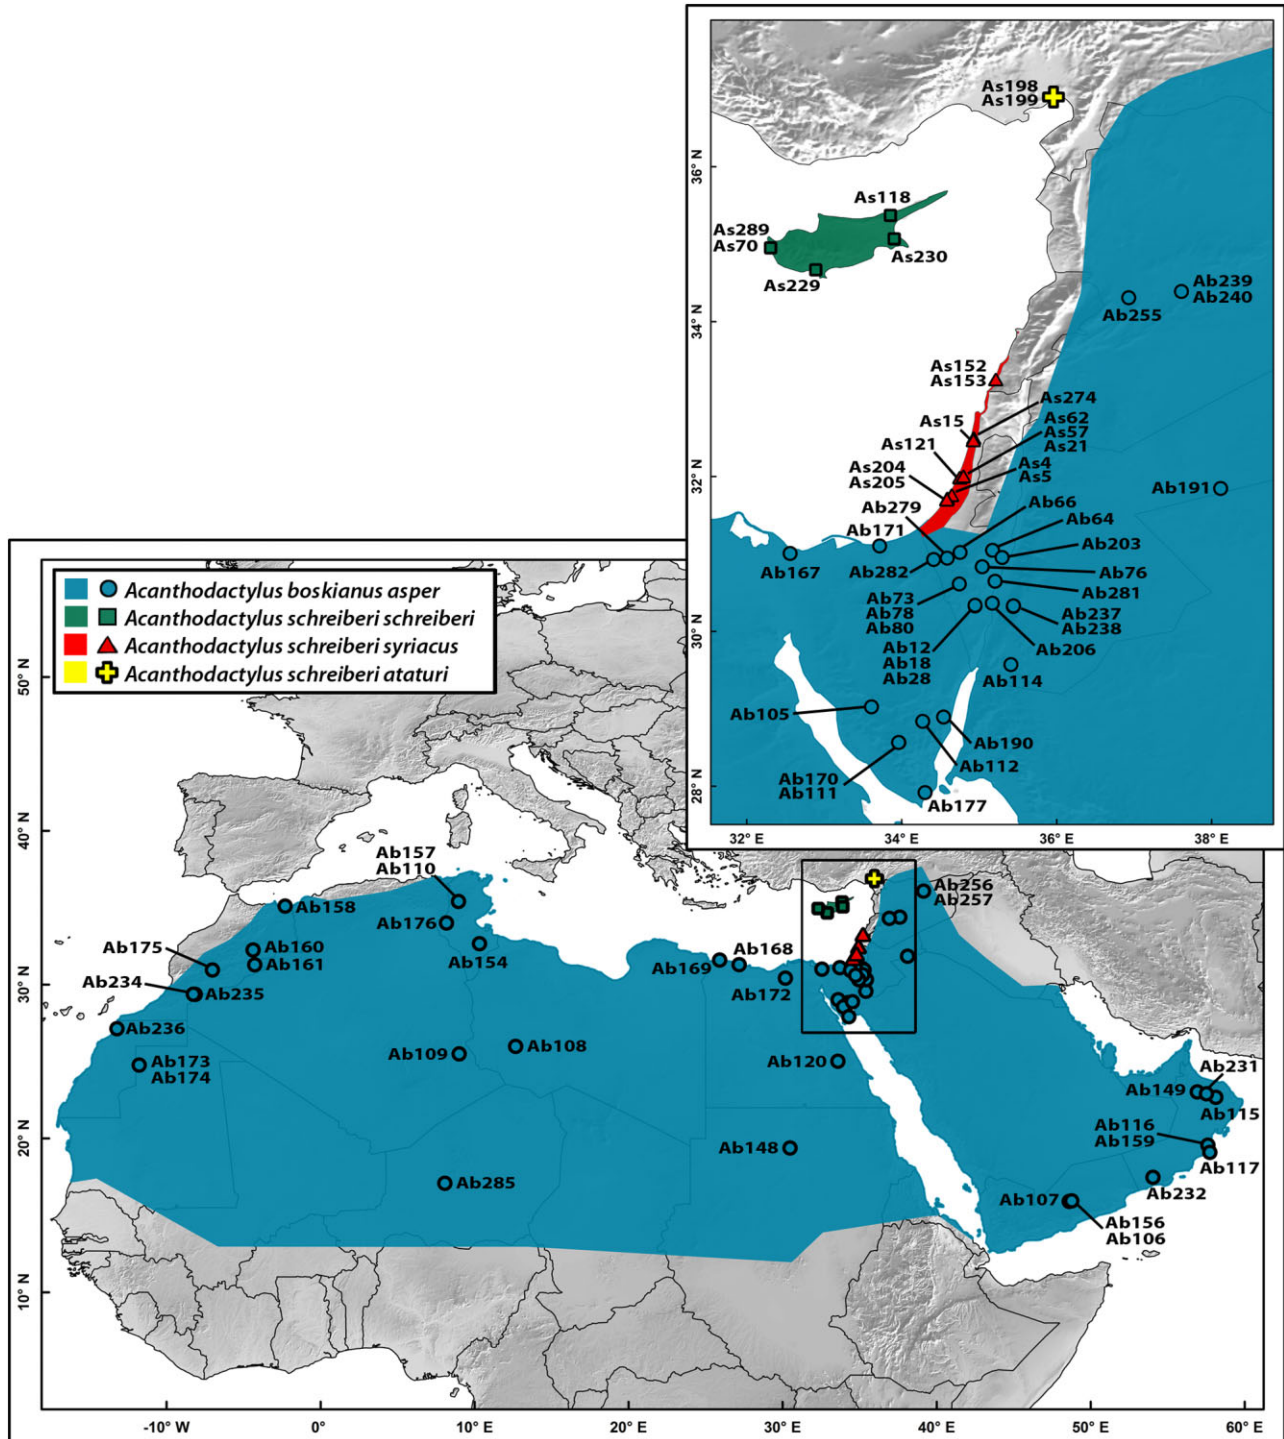 As198
As199
36° N
As118
As289
As70
As230
As229
Ab239
Ab240
Ab255
34° N
As152
As153
As274
As15
As62
As57
As21
As121
As204
As205
As4
As5
32° N
Ab191
Ab279
Ab66
Ab171
Ab64
Ab203
Ab167
Ab282
Ab76
Ab281
Ab73
Ab78
Ab80
Ab237
Ab238
30° N
Ab12
Ab18
Ab28
Ab206
Ab114
Ab105
Ab190
Ab112
Ab170
Ab111
Ab177
28° N
32° E
34° E
36° E
38° E
Acanthodactylus boskianus asper
Acanthodactylus schreiberi schreiberi
Acanthodactylus schreiberi syriacus
Acanthodactylus schreiberi ataturi
50° N
40° N
Ab157
Ab110
Ab158
Ab176
Ab256
Ab257
Ab175
Ab160
Ab161
Ab154
Ab168
Ab169
Ab172
30° N
Ab234
Ab235
Ab236
Ab173
Ab174
Ab109
Ab108
Ab120
Ab231
Ab149
Ab115
Ab116
Ab159
20° N
Ab148
Ab117
Ab285
Ab107
Ab232
Ab156
Ab106
10° N
-10° W
0°
10° E
20° E
30° E
40° E
50° E
60° E